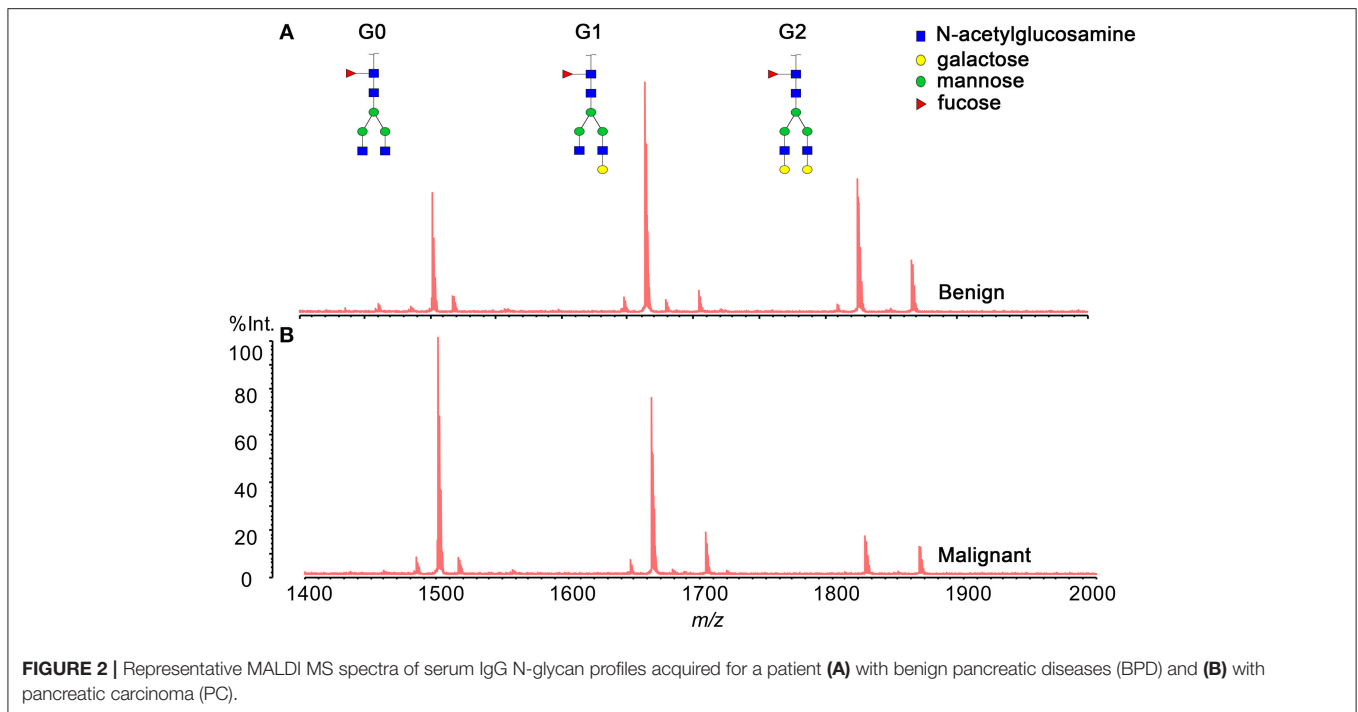 A
G0
G1
G2
N-acetylglucosamine
galactose
mannose
fucose
Benign
%Int.
B
100
80
60
40
20
0
Malignant
1400 1500 1600 1700 1800 1900 2000
m/z
FIGURE 2 | Representative MALDI MS spectra of serum IgG N-glycan profiles acquired for a patient (A) with benign pancreatic diseases (BPD) and (B) with
pancreatic carcinoma (PC).